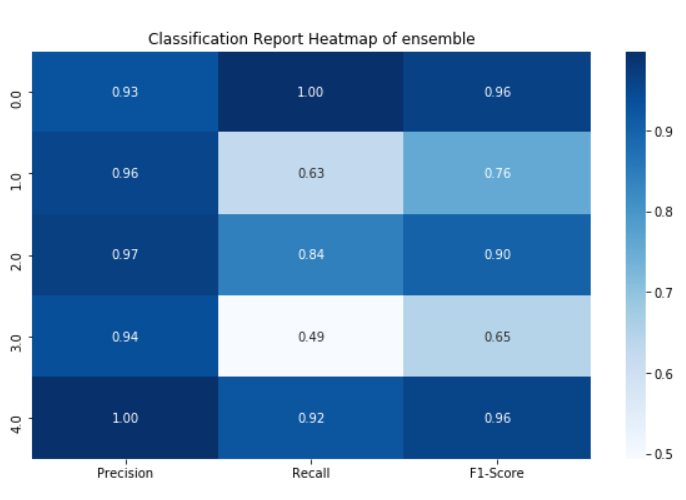 Classification Report Heatmap of ensemble
0.0 0.93 1.00 0.96
1.0 0.96 0.63 0.76
2.0 0.97 0.84 0.90
3.0 0.94 0.49 0.65
4.0 1.00 0.92 0.96
Precision Recall F1-Score
0.9
0.8
0.7
0.6
0.5